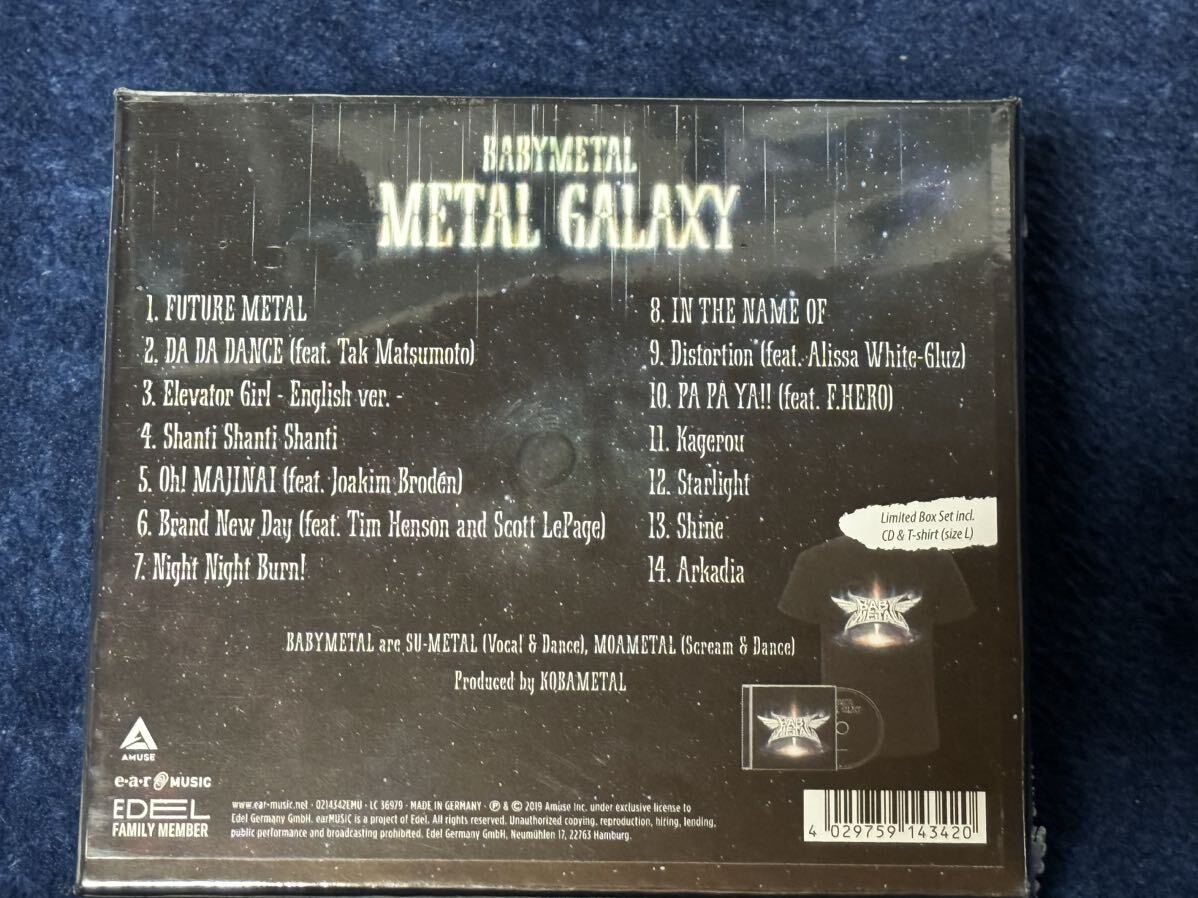 BABYMETAL
METAL GALAXY
1. FUTURE METAL
2. DA DA DANCE (feat. Tak Matsumoto)
3. Elevator Girl - English ver. -
4. Shanti Shanti Shanti
5. Oh! MAJINAI (feat. Joakim Brodén)
6. Brand New Day (feat. Tim Henson and Scott LePage)
7. Night Night Burn!
8. IN THE NAME OF
9. Distortion (feat. Alissa White-Gluz)
10. PA PA YA!! (feat. F.HERO)
11. Kagerou
12. Starlight
13. Shine
14. Arkadia
Limited Box Set incl.
CD & T-shirt (size L)
BABY
METAL
BABYMETAL are SU-METAL (Vocal & Dance), MOAMETAL (Scream & Dance)
Produced by KOBAMETAL
BABY
METAL
AMUSE
e·a·r MUSIC
EDEL
FAMILY MEMBER
www.ear-music.net · 0214342EMU · LC 36979 · MADE IN GERMANY · ℗ & © 2019 Amuse Inc. under exclusive license to
Edel Germany GmbH. earMUSIC is a project of Edel. All rights reserved. Unauthorized copying, reproduction, hiring, lending,
public performance and broadcasting prohibited. Edel Germany GmbH, Neumühlen 17, 22763 Hamburg.
4 029759 143420